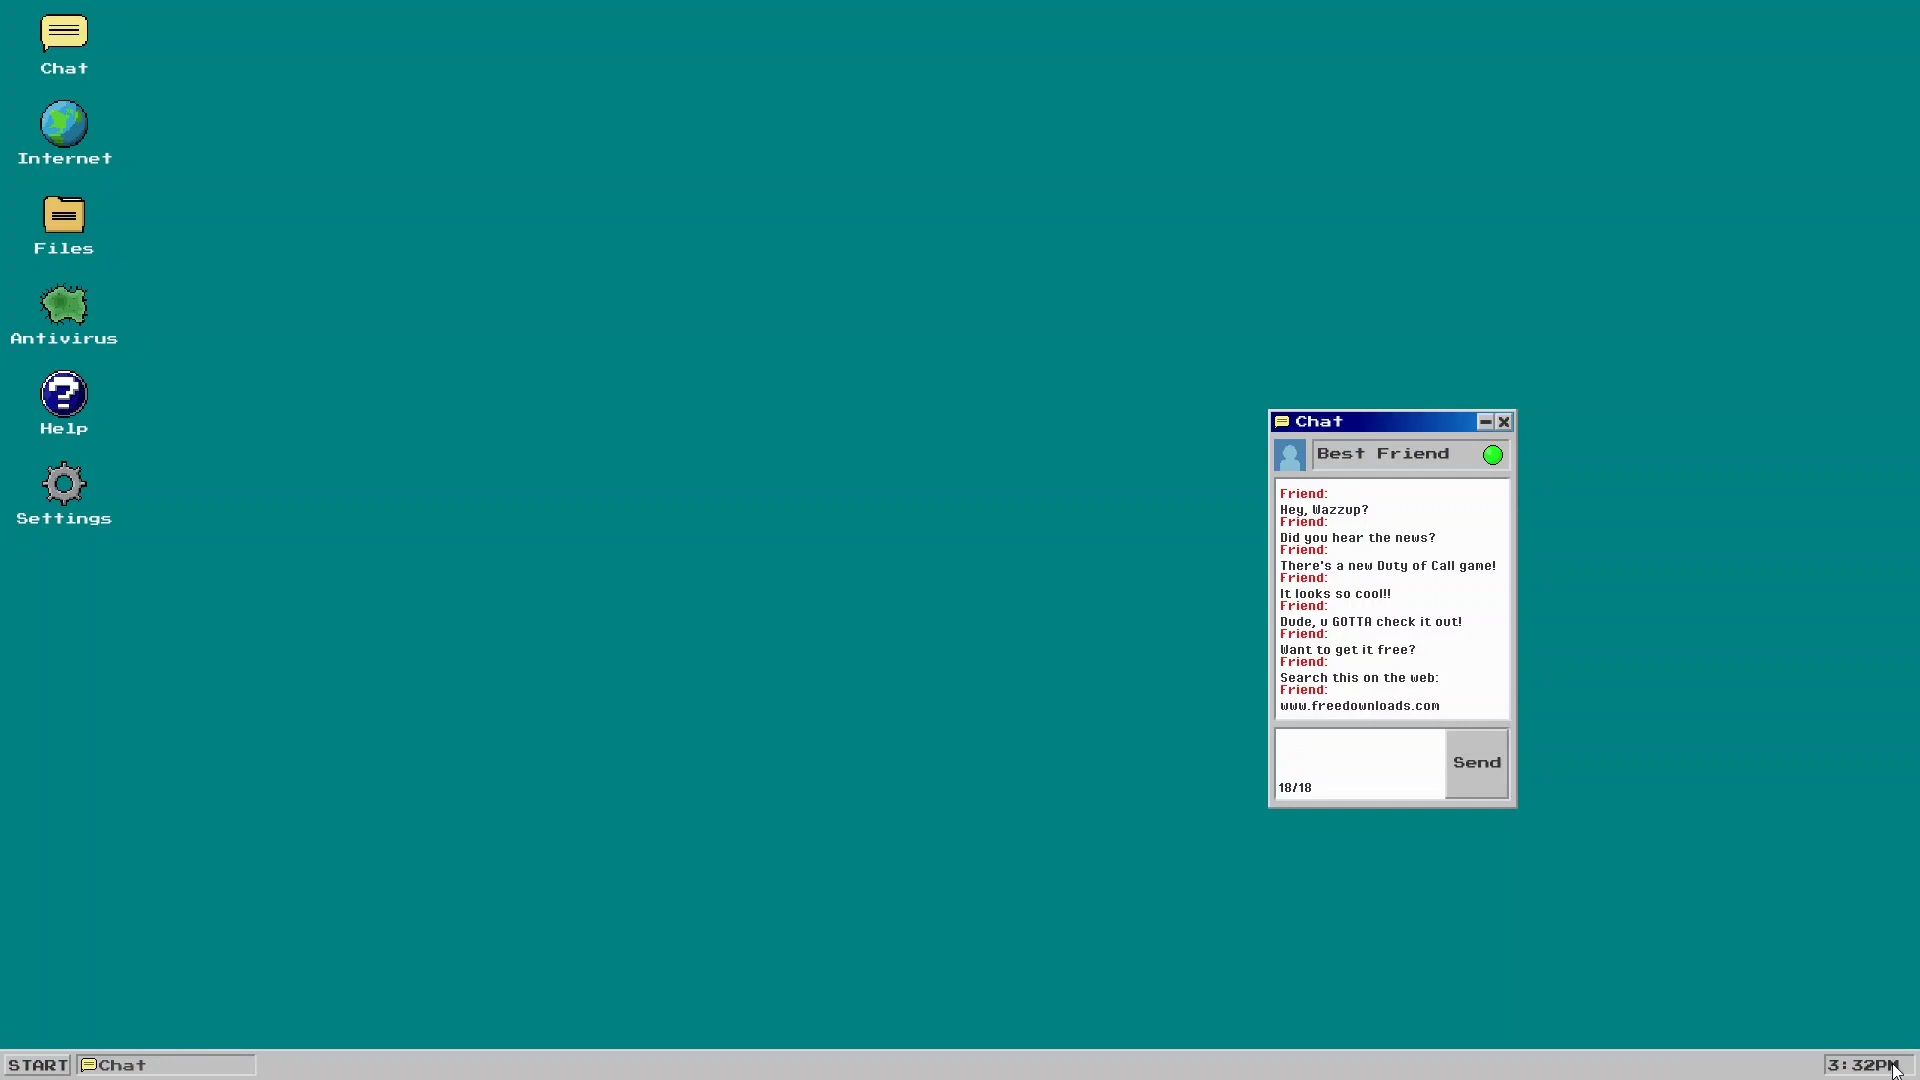 Chat
Internet
Files
Antivirus
Help
Settings
Chat
Best Friend
Friend:
Hey, Wazzup?
Friend:
Did you hear the news?
Friend:
There's a new Duty of Call game!
Friend:
It looks so cool!!
Friend:
Dude, u GOTTA check it out!
Friend:
Want to get it free?
Friend:
Search this on the web:
Friend:
www.freedownloads.com
Send
18/18
START
Chat
3:32PM